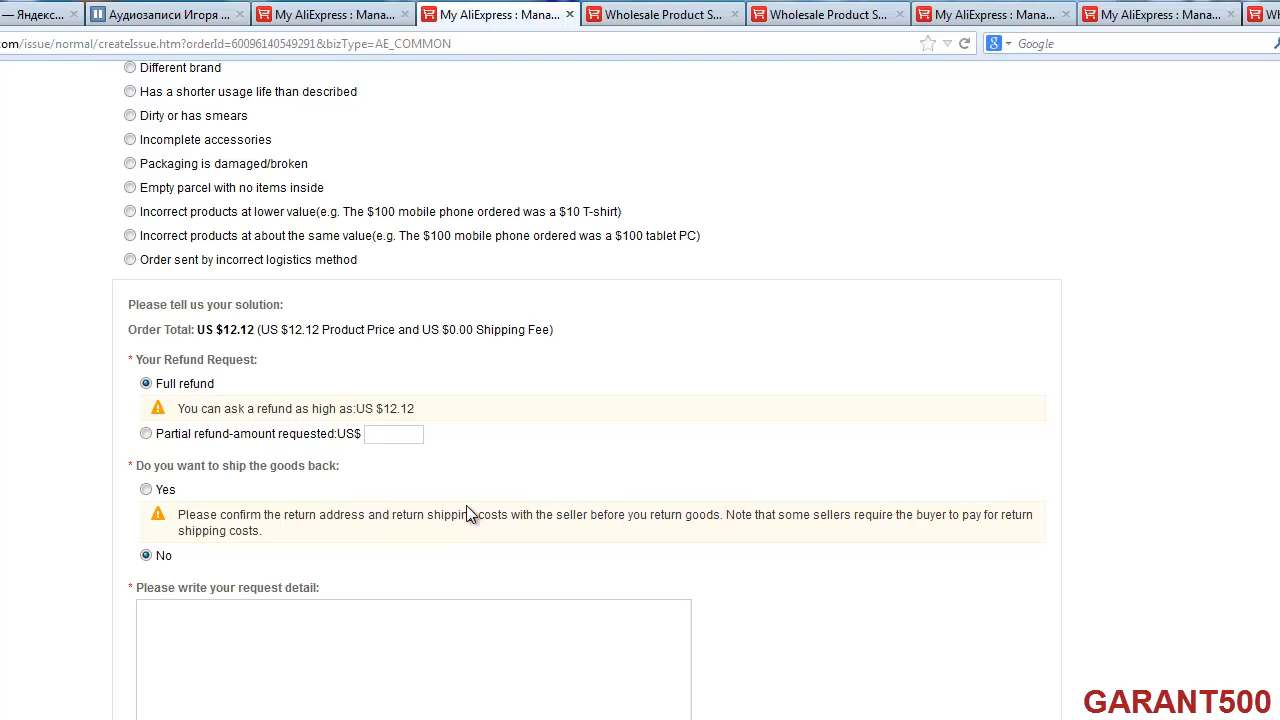 — Яндекс...
Аудиозаписи Игоря ...
My AliExpress : Mana...
My AliExpress : Mana...
Wholesale Product S...
Wholesale Product S...
My AliExpress : Mana...
My AliExpress : Mana...
com/issue/normal/createIssue.htm?orderId=60096140549291&bizType=AE_COMMON
Google
Different brand
Has a shorter usage life than described
Dirty or has smears
Incomplete accessories
Packaging is damaged/broken
Empty parcel with no items inside
Incorrect products at lower value(e.g. The $100 mobile phone ordered was a $10 T-shirt)
Incorrect products at about the same value(e.g. The $100 mobile phone ordered was a $100 tablet PC)
Order sent by incorrect logistics method
Please tell us your solution:
Order Total: US $12.12 (US $12.12 Product Price and US $0.00 Shipping Fee)
* Your Refund Request:
Full refund
You can ask a refund as high as:US $12.12
Partial refund-amount requested:US$
* Do you want to ship the goods back:
Yes
Please confirm the return address and return shipping costs with the seller before you return goods. Note that some sellers require the buyer to pay for return
shipping costs.
No
* Please write your request detail:
GARANT500